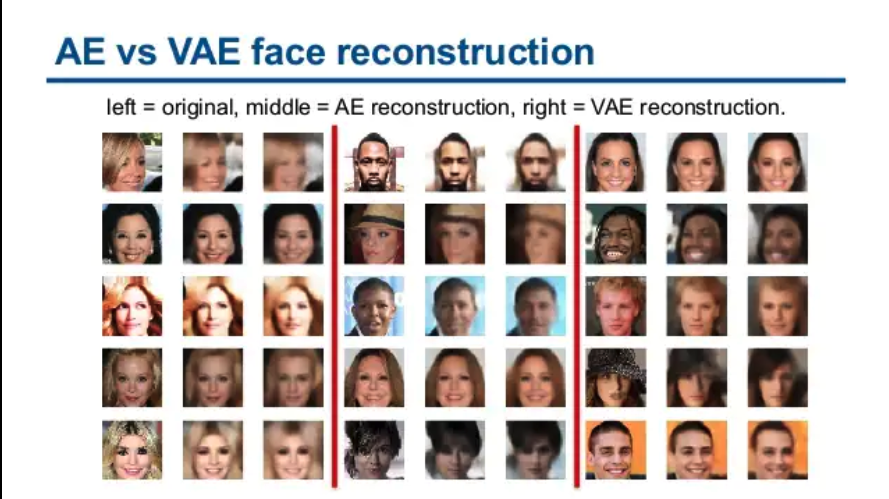 AE vs VAE face reconstruction
left = original, middle = AE reconstruction, right = VAE reconstruction.